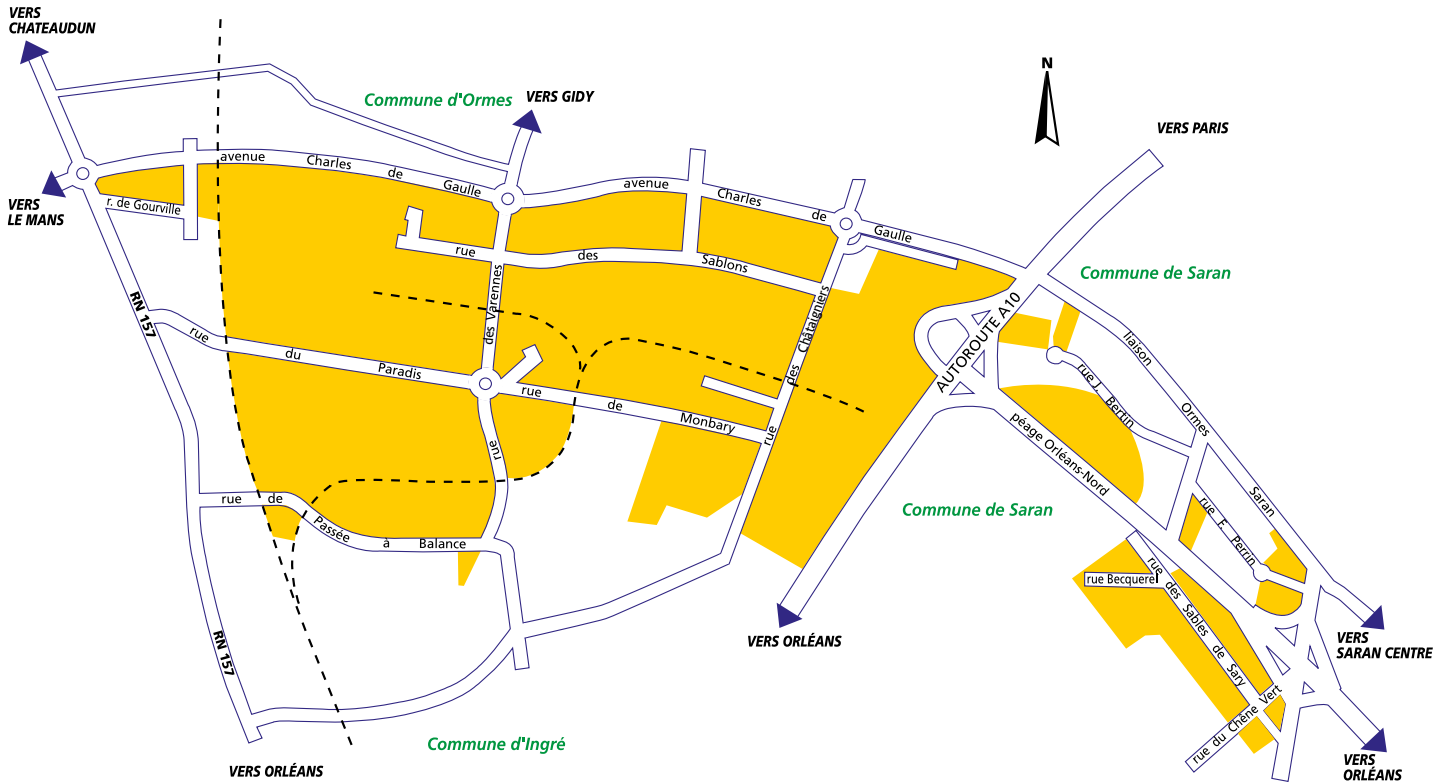 VERS
CHATEAUDUN
Commune d'Ormes
VERS GIDY
N
VERS PARIS
VERS
LE MANS
avenue Charles de Gaulle
avenue Charles de Gaulle
r. de Gourville
rue des Sablons
Commune de Saran
RN 157
rue du Paradis
des Varennes
rue
rue de Monbary
rue des Châtaigniers
AUTOROUTE A10
liaison Ormes Saran
rue J. Bertin
péage Orléans-Nord
Commune de Saran
rue de Passée à Balance
rue F. Perrin
rue Becquerel
rue des Sables de Sary
rue du Chêne Vert
RN 157
VERS ORLÉANS
VERS
SARAN CENTRE
Commune d'Ingré
VERS ORLÉANS
VERS
ORLÉANS